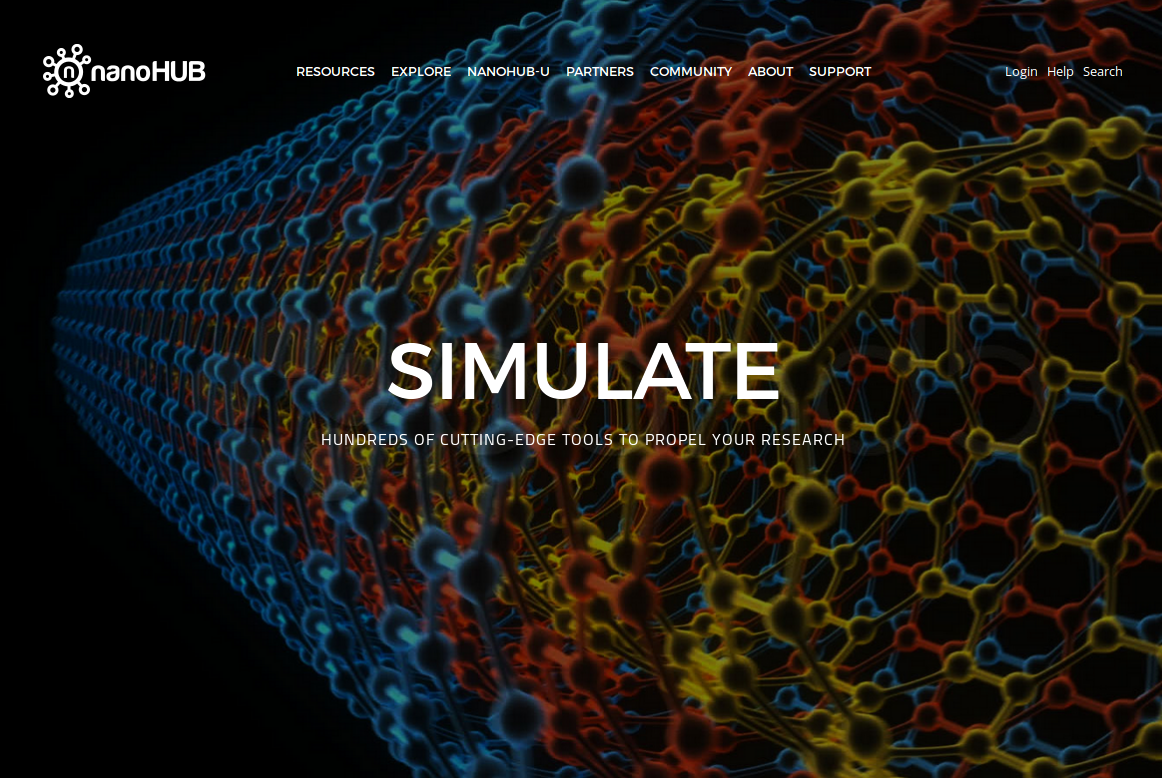 nanoHUB
RESOURCES EXPLORE NANOHUB-U PARTNERS COMMUNITY ABOUT SUPPORT
Login Help Search
SIMULATE
HUNDREDS OF CUTTING-EDGE TOOLS TO PROPEL YOUR RESEARCH